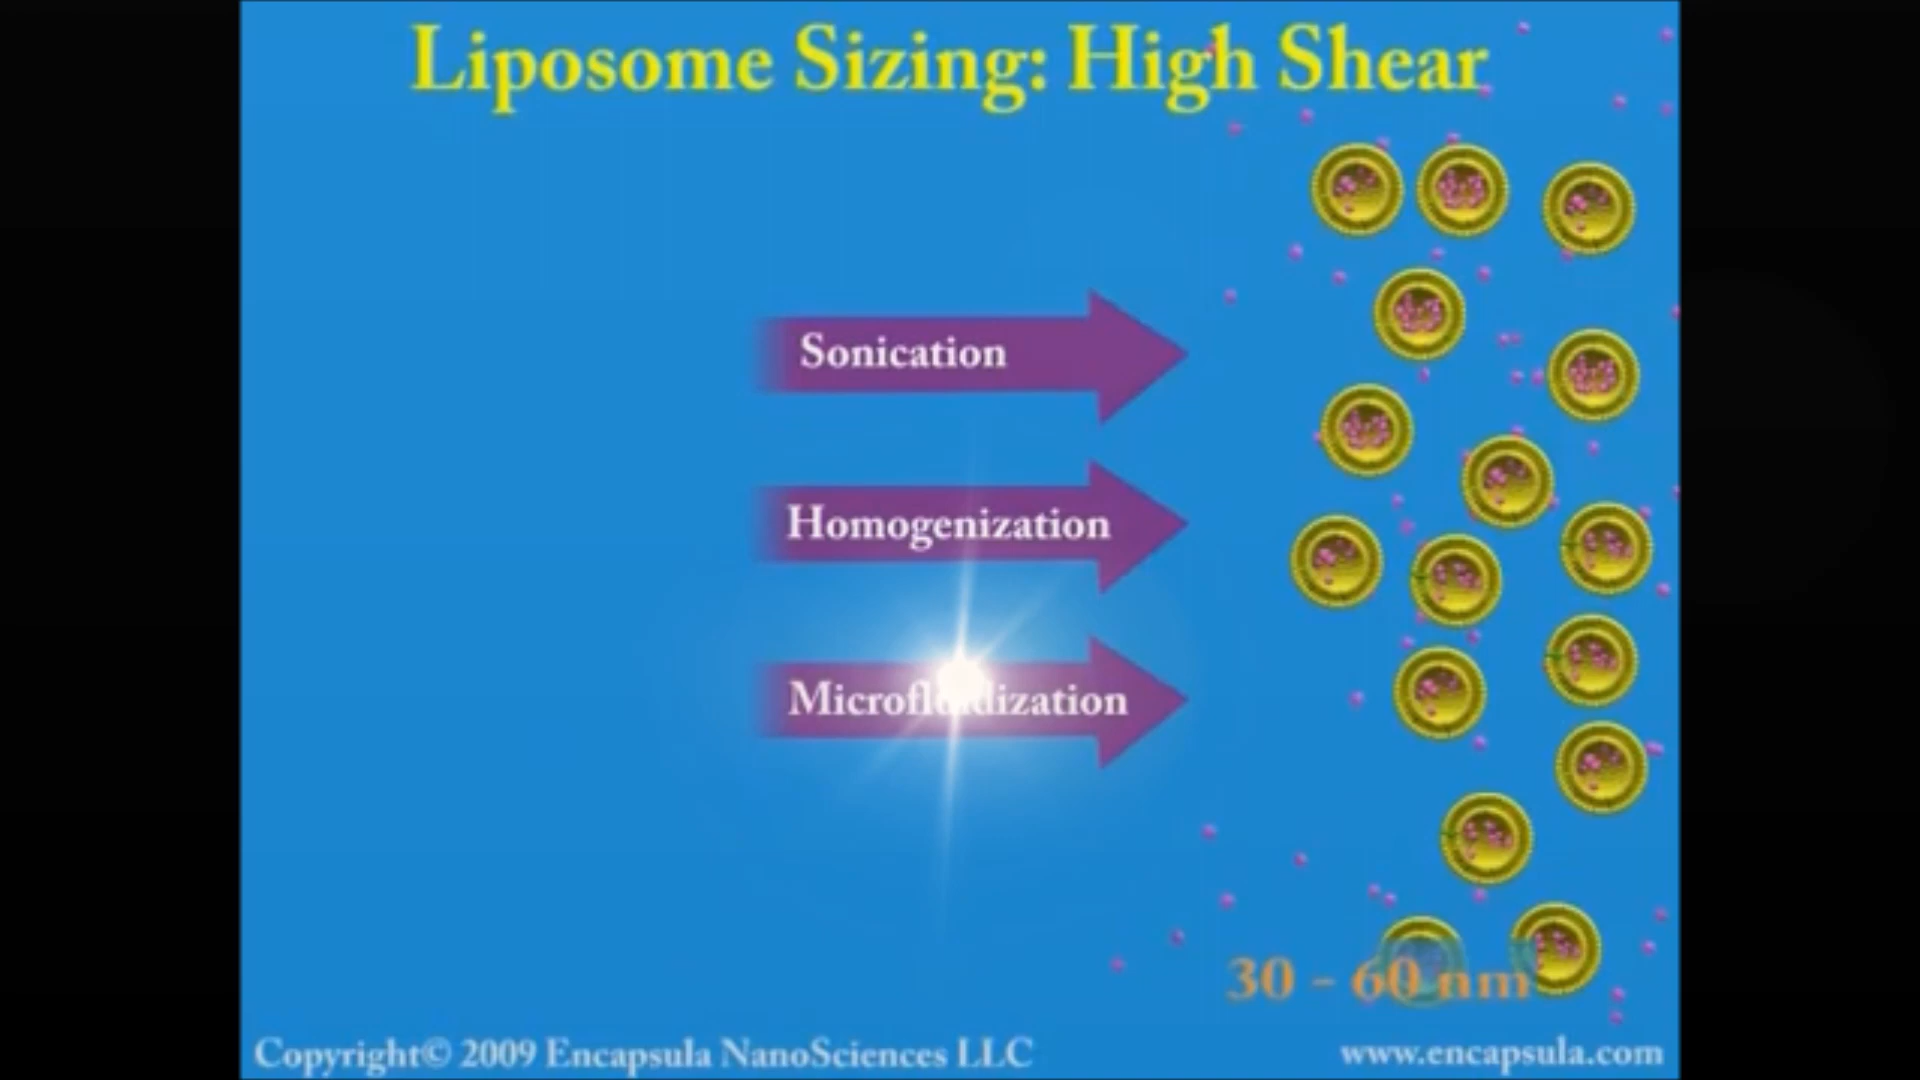 Liposome Sizing: High Shear
Sonication
Homogenization
Microfluidization
30 - 60 nm
Copyright© 2009 Encapsula NanoSciences LLC
www.encapsula.com